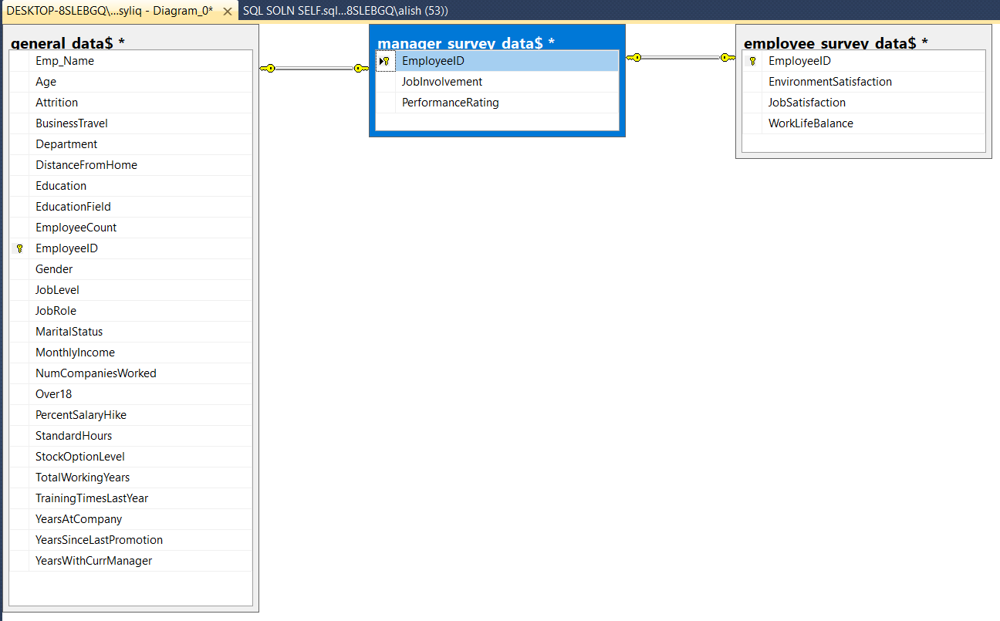 DESKTOP-8SLEBGQ\...syliq - Diagram_0*
SQL SOLN SELF.sql...8SLEBGQ\alish (53))
general_data$ *
Emp_Name
Age
Attrition
BusinessTravel
Department
DistanceFromHome
Education
EducationField
EmployeeCount
EmployeeID
Gender
JobLevel
JobRole
MaritalStatus
MonthlyIncome
NumCompaniesWorked
Over18
PercentSalaryHike
StandardHours
StockOptionLevel
TotalWorkingYears
TrainingTimesLastYear
YearsAtCompany
YearsSinceLastPromotion
YearsWithCurrManager
manager_survey_data$ *
EmployeeID
JobInvolvement
PerformanceRating
employee_survey_data$ *
EmployeeID
EnvironmentSatisfaction
JobSatisfaction
WorkLifeBalance